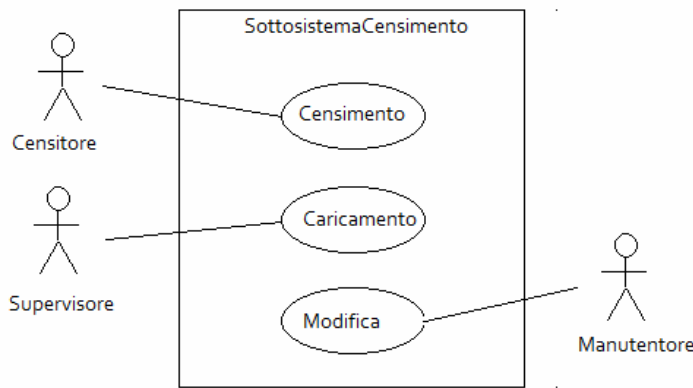 SottosistemaCensimento
Censimento
Censitore
Caricamento
Supervisore
Modifica
Manutentore